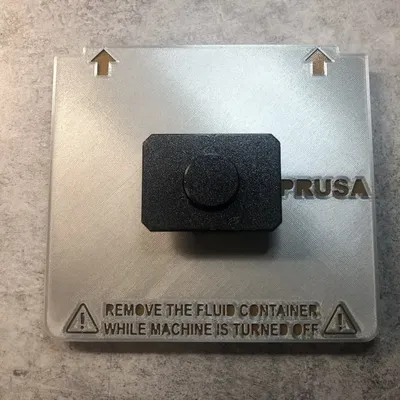 PRUSA
REMOVE THE FLUID CONTAINER
WHILE MACHINE IS TURNED OFF